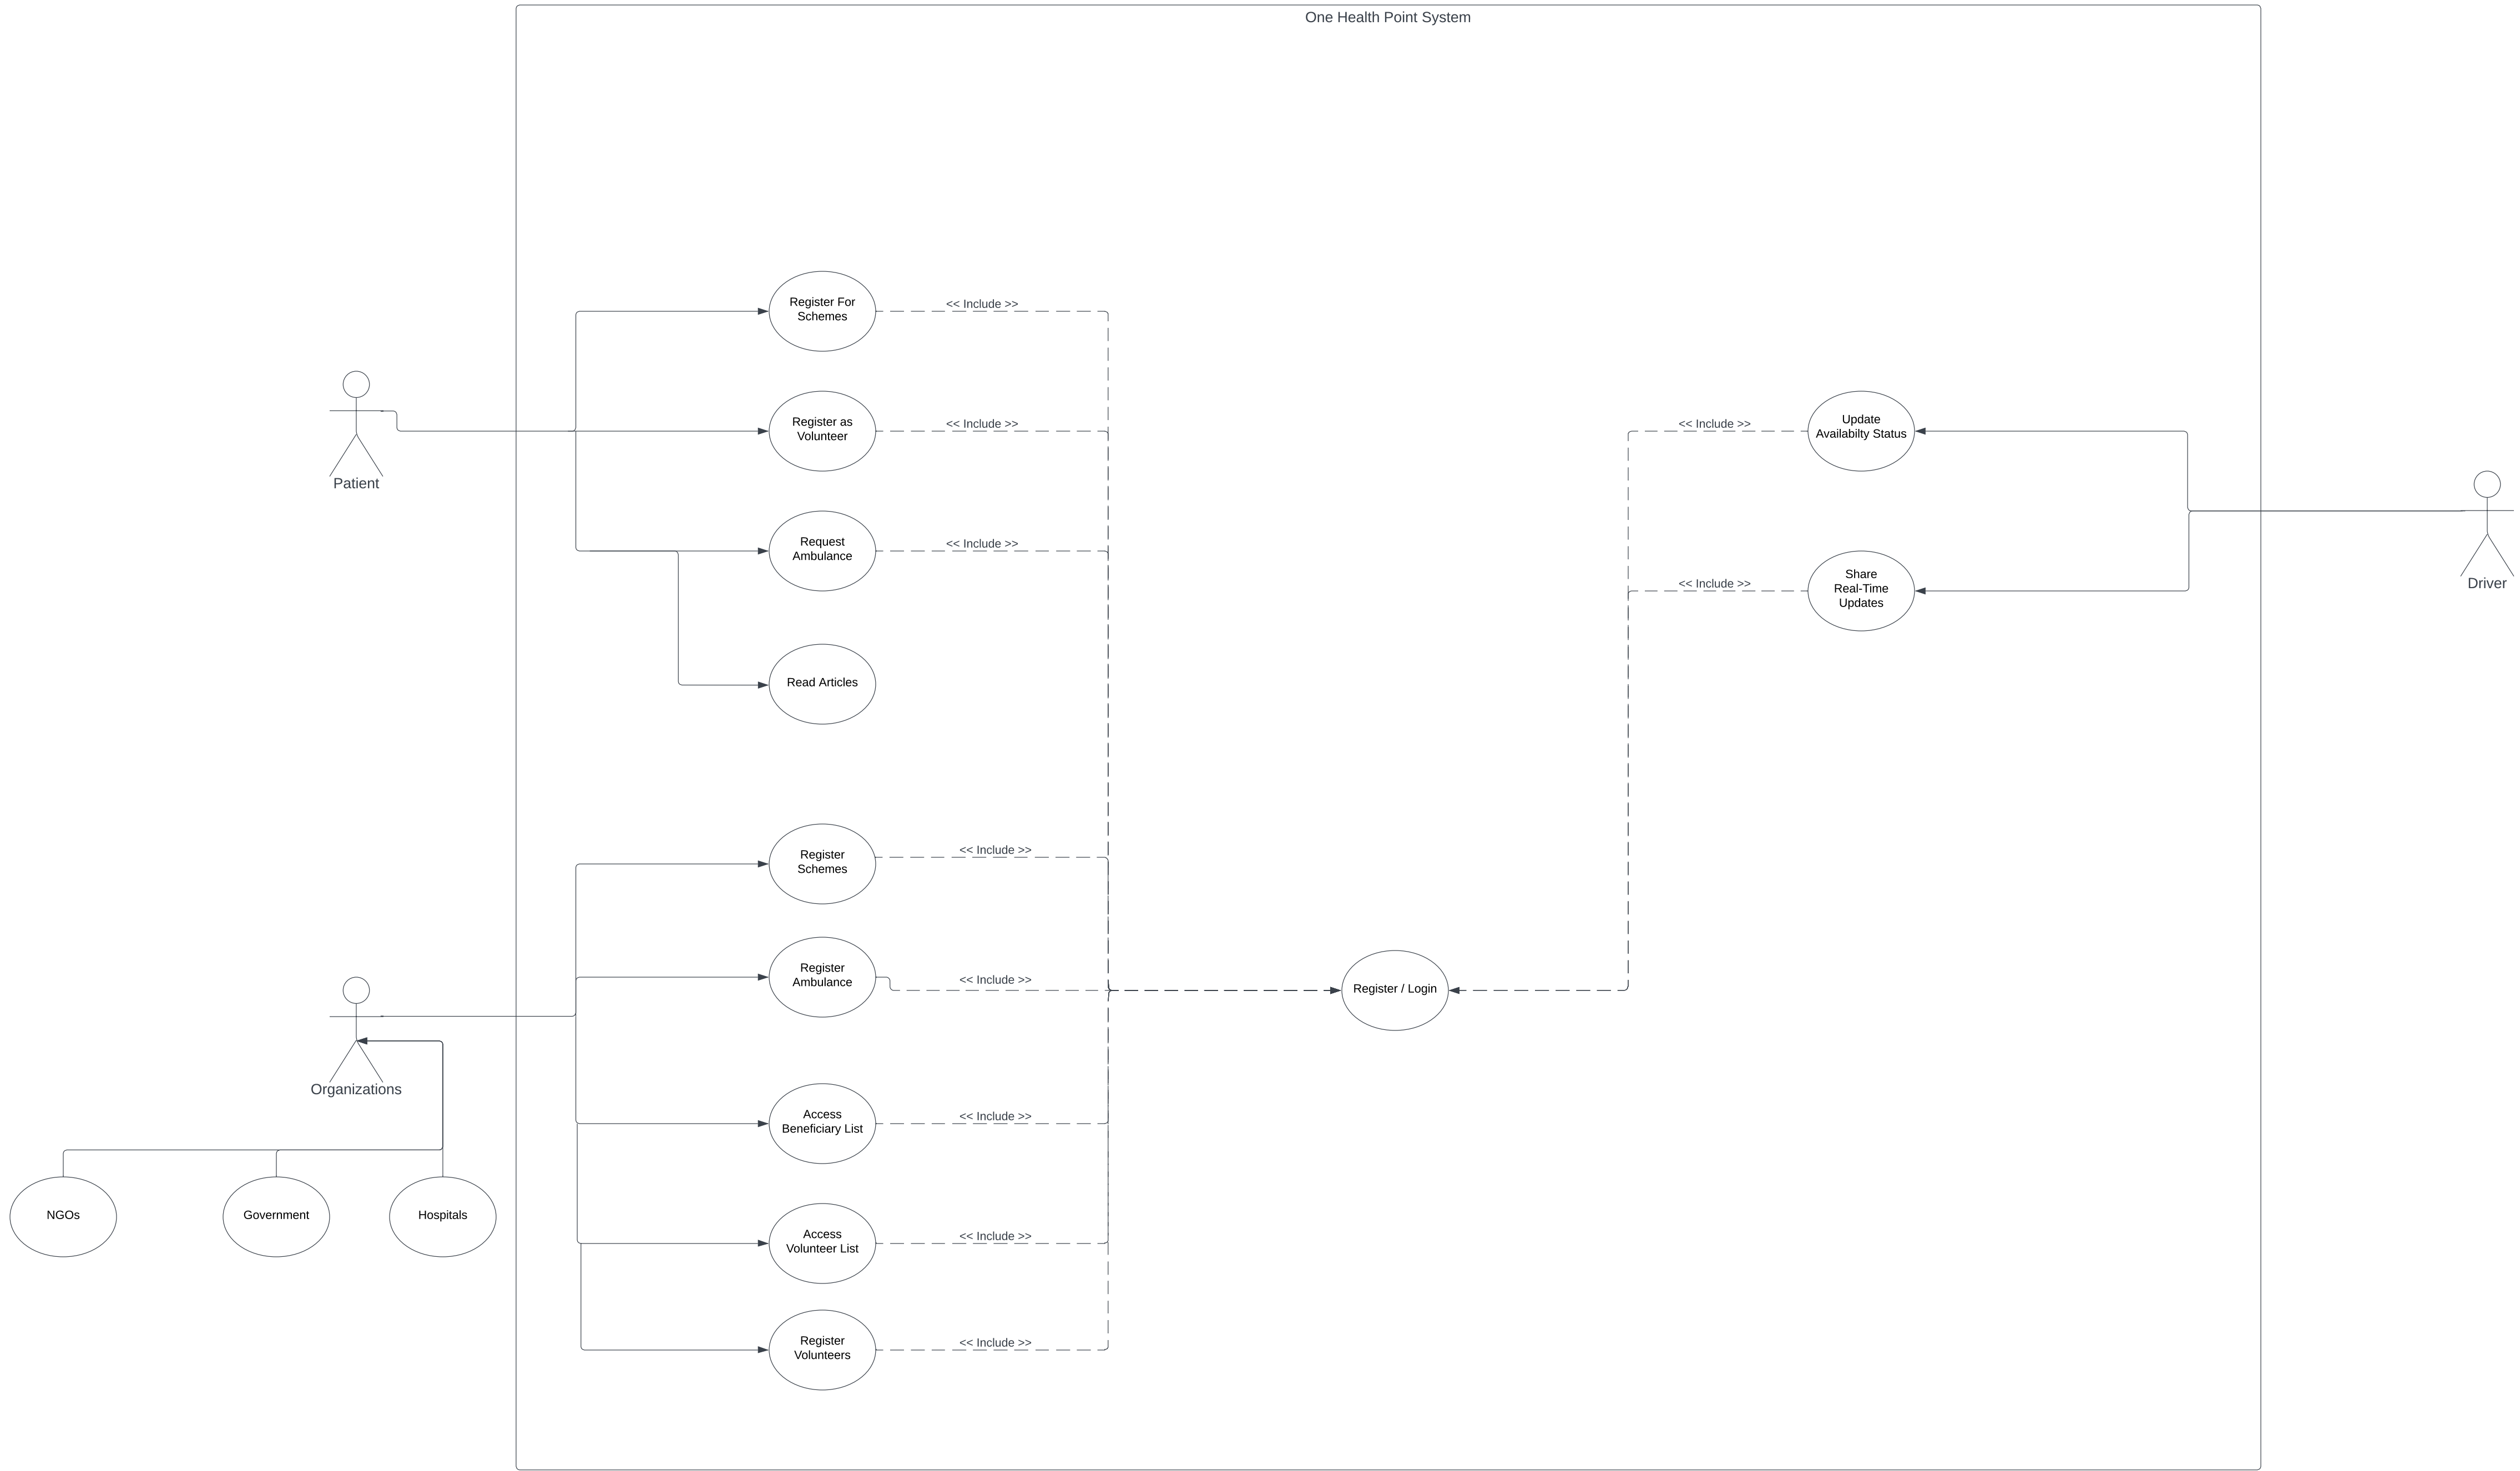 One Health Point System
Register For
Schemes
<< Include >>
Register as
Volunteer
<< Include >>
Request
Ambulance
<< Include >>
Read Articles
Patient
<< Include >>
Update
Availabilty Status
<< Include >>
Share
Real-Time
Updates
Driver
Register
Schemes
<< Include >>
Register
Ambulance
<< Include >>
Register / Login
Organizations
Access
Beneficiary List
<< Include >>
NGOs
Government
Hospitals
Access
Volunteer List
<< Include >>
Register
Volunteers
<< Include >>